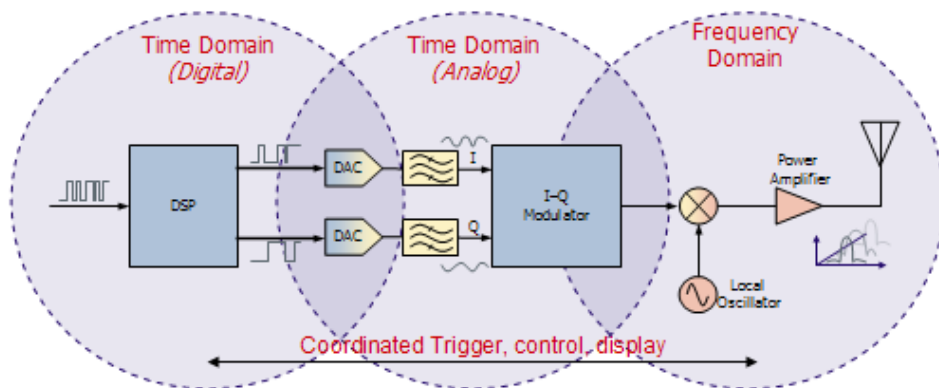 Time Domain
(Digital)
Time Domain
(Analog)
Frequency
Domain
DSP
DAC
DAC
I
Q
I-Q
Modulator
Power
Amplifier
Local
Oscillator
Coordinated Trigger, control, display